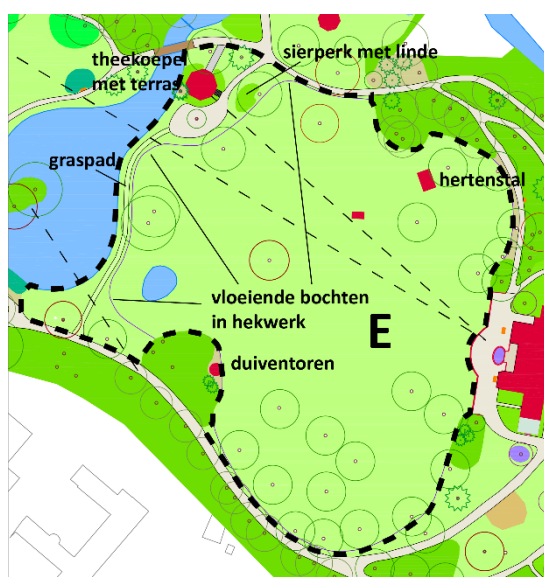 sierperk met linde
theekoepel
met terras
graspad
hertenstal
vloeiende bochten
in hekwerk
E
duiventoren